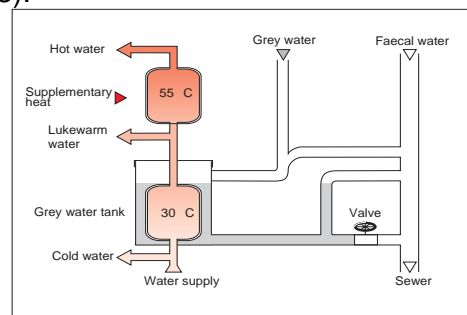 s).
Hot water
Grey water
Faecal water
55 C
Supplementary
heat
Lukewarm
water
Grey water tank
30 C
Valve
Cold water
Water supply
Sewer